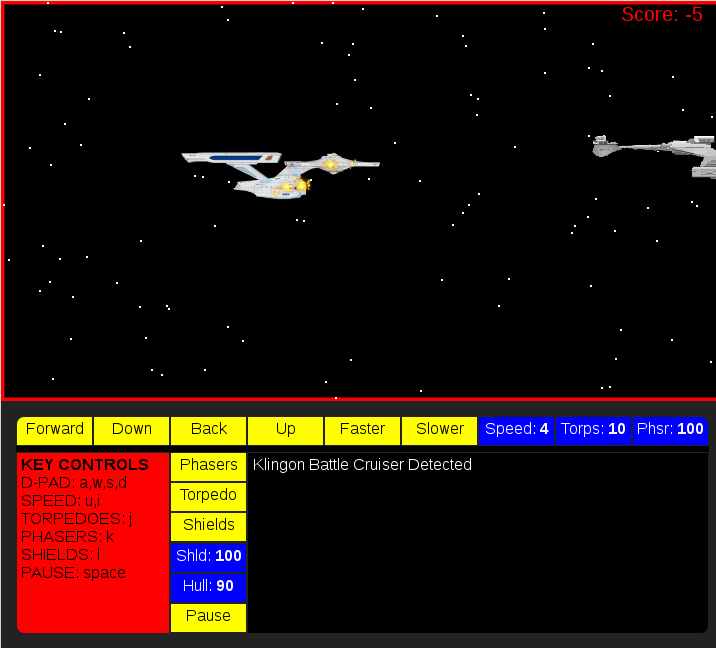 Score: -5
Forward Down Back Up Faster Slower Speed: 4 Torps: 10 Phsr: 100
KEY CONTROLS
D-PAD: a,w,s,d
SPEED: u,i
TORPEDOES: j
PHASERS: k
SHIELDS: l
PAUSE: space
Phasers
Torpedo
Shields
Shld: 100
Hull: 90
Pause
Klingon Battle Cruiser Detected